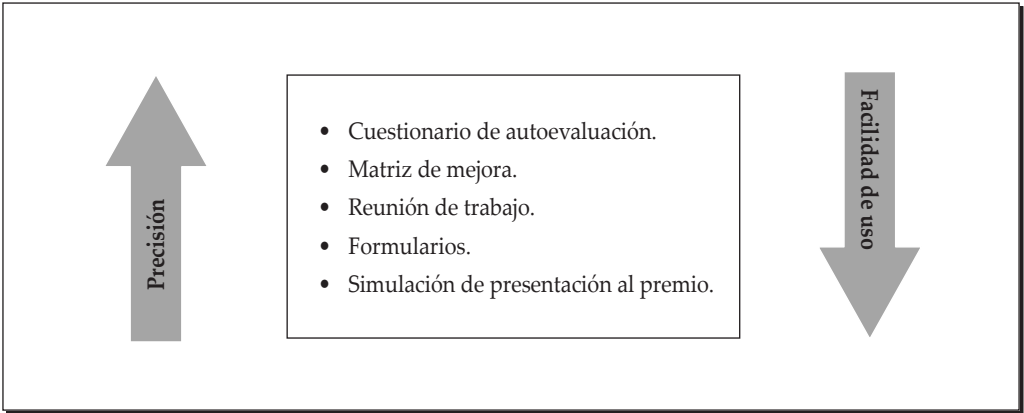 Precisión
• Cuestionario de autoevaluación.
• Matriz de mejora.
• Reunión de trabajo.
• Formularios.
• Simulación de presentación al premio.
Facilidad de uso